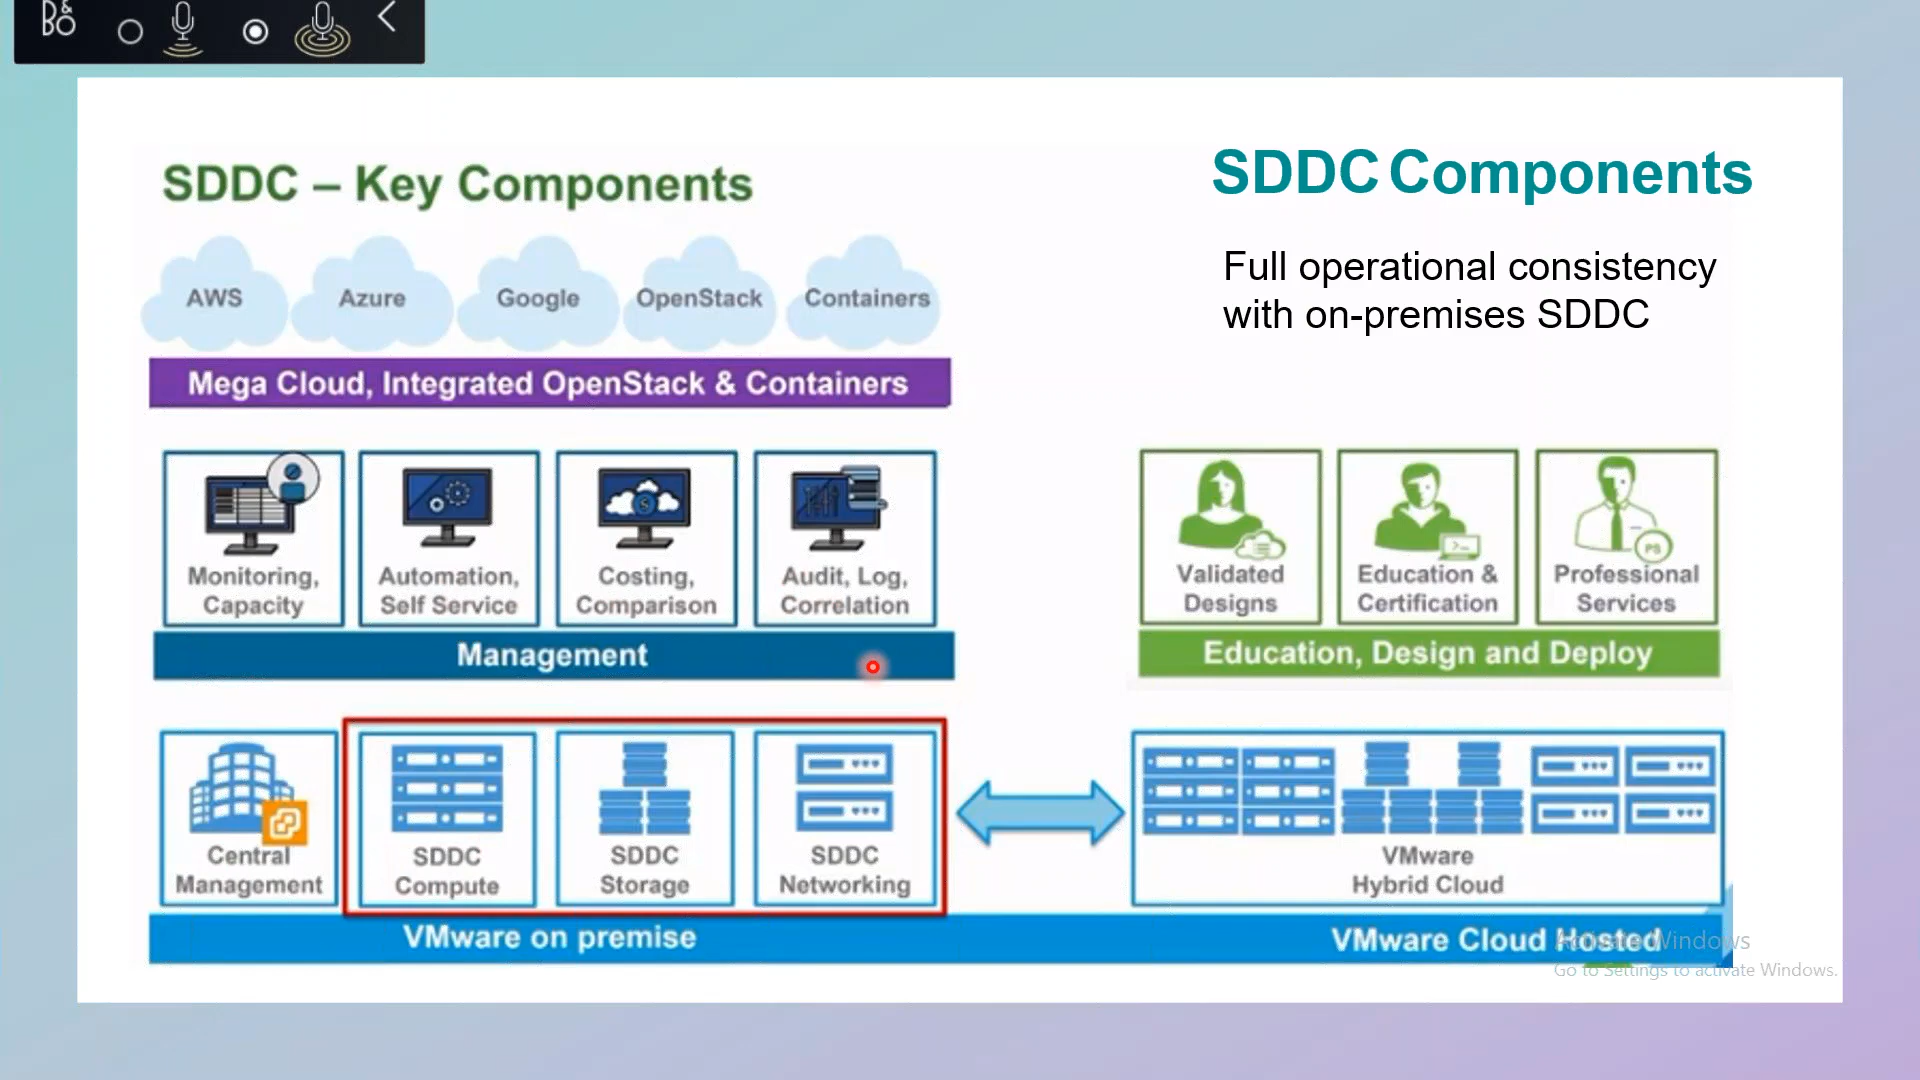 B&O
SDDC – Key Components
SDDC Components
Full operational consistency
with on-premises SDDC
AWS
Azure
Google
OpenStack
Containers
Mega Cloud, Integrated OpenStack & Containers
Monitoring,
Capacity
Automation,
Self Service
Costing,
Comparison
Audit, Log,
Correlation
Management
Validated
Designs
Education &
Certification
PS
Professional
Services
Education, Design and Deploy
Central
Management
SDDC
Compute
SDDC
Storage
SDDC
Networking
VMware on premise
VMware
Hybrid Cloud
VMware Cloud Hosted
Activate Windows
Go to Settings to activate Windows.